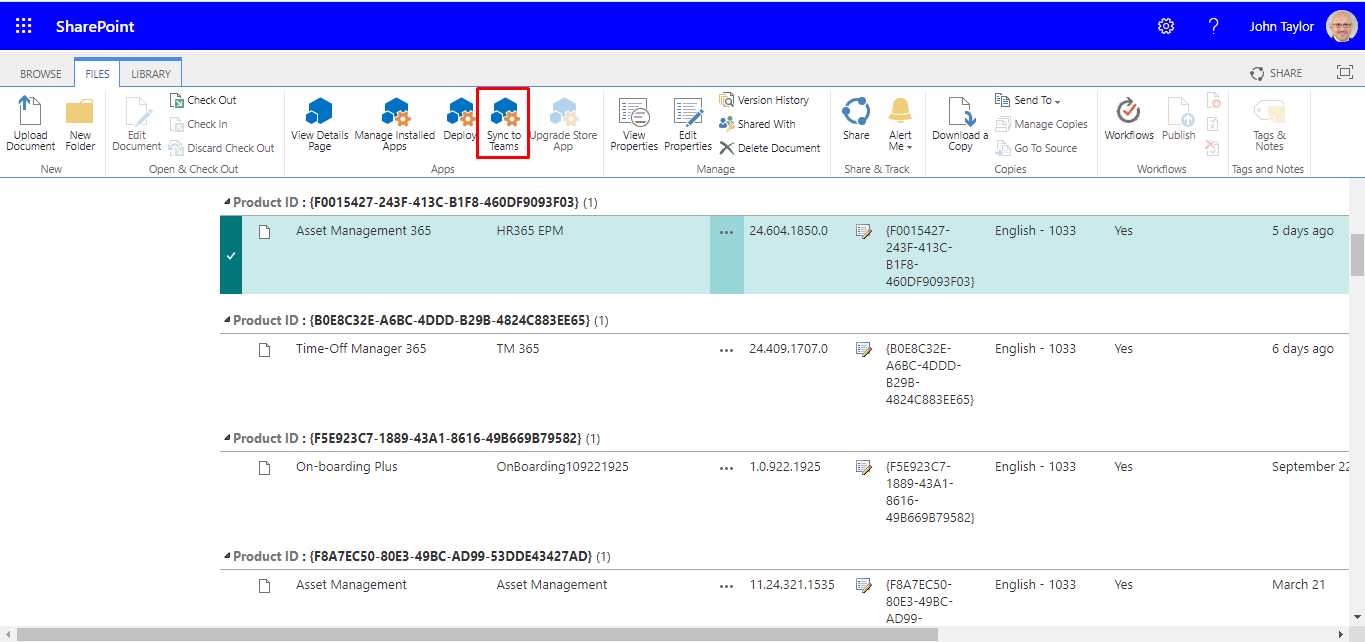 SharePoint
? John Taylor
BROWSE FILES LIBRARY SHARE
Upload Document
New Folder
New
Edit Document
Check Out
Check In
Discard Check Out
Open & Check Out
View Details Page
Manage Installed Apps
Deploy
Sync to Teams
Upgrade Store App
Apps
View Properties
Edit Properties
Version History
Shared With
Delete Document
Manage
Share
Alert Me
Share & Track
Download a Copy
Send To
Manage Copies
Go To Source
Copies
Workflows
Publish
Workflows
Tags & Notes
Tags and Notes
Product ID : {F0015427-243F-413C-B1F8-460DF9093F03} (1)
Asset Management 365 HR365 EPM ... 24.604.1850.0 {F0015427- English - 1033 Yes 5 days ago
243F-413C-
B1F8-
460DF9093F03}
Product ID : {B0E8C32E-A6BC-4DDD-B29B-4824C883EE65} (1)
Time-Off Manager 365 TM 365 ... 24.409.1707.0 {B0E8C32E- English - 1033 Yes 6 days ago
A6BC-4DDD-
B29B-
4824C883EE65}
Product ID : {F5E923C7-1889-43A1-8616-49B669B79582} (1)
On-boarding Plus OnBoarding109221925 ... 1.0.922.1925 {F5E923C7- English - 1033 Yes September 22
1889-43A1-
8616-
49B669B79582}
Product ID : {F8A7EC50-80E3-49BC-AD99-53DDE43427AD} (1)
Asset Management Asset Management ... 11.24.321.1535 {F8A7EC50- English - 1033 Yes March 21
80E3-49BC-
AD99-